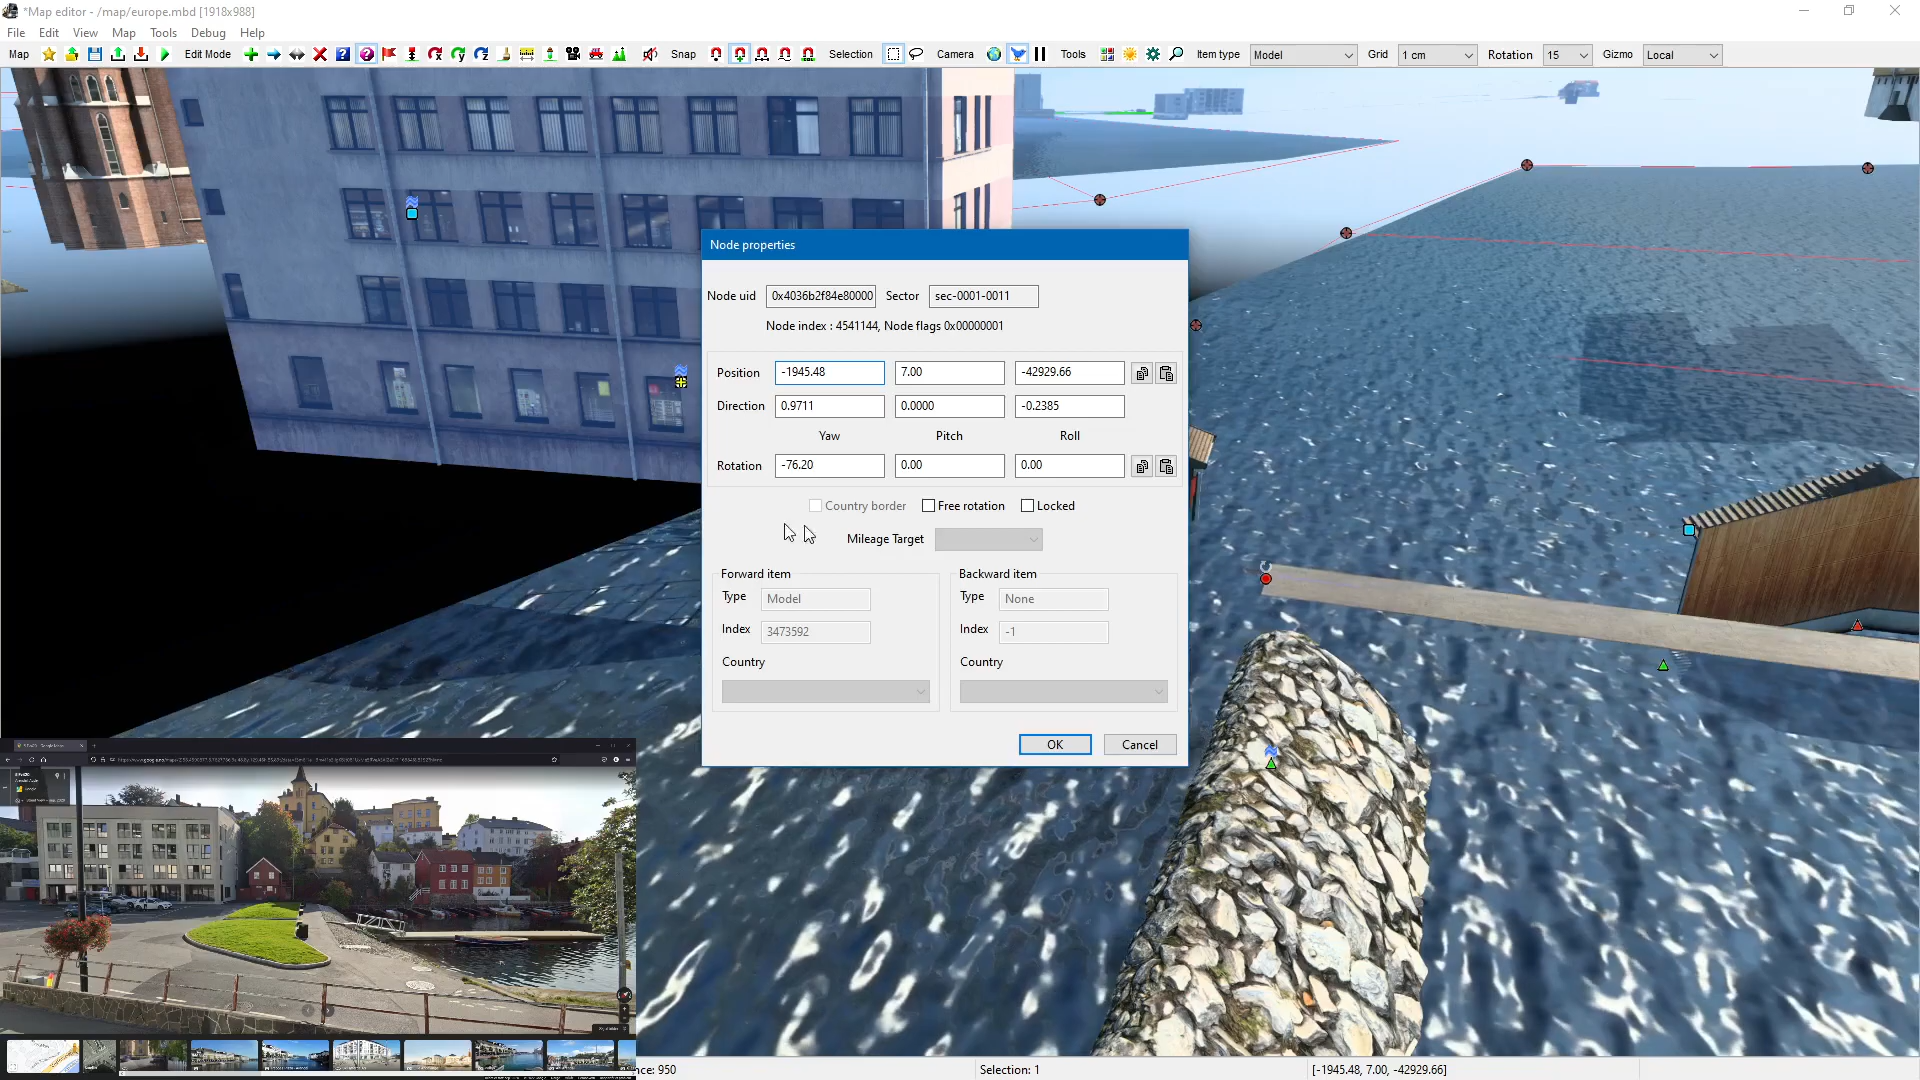 *Map editor - /map/europe.mbd [1918x988]
File Edit View Map Tools Debug Help
Map Edit Mode Snap Selection Camera Tools Item type Model Grid 1 cm Rotation 15 Gizmo Local
Node properties
Node uid 0x4036b2f84e80000 Sector sec-0001-0011
Node index : 4541144, Node flags 0x00000001
Position -1945.48 7.00 -42929.66
Direction 0.9711 0.0000 -0.2385
Yaw Pitch Roll
Rotation -76.20 0.00 0.00
Country border Free rotation Locked
Mileage Target
Forward item Backward item
Type Model Type None
Index 3473592 Index -1
Country Country
OK Cancel
nce: 950 Selection: 1 [-1945.48, 7.00, -42929.66]